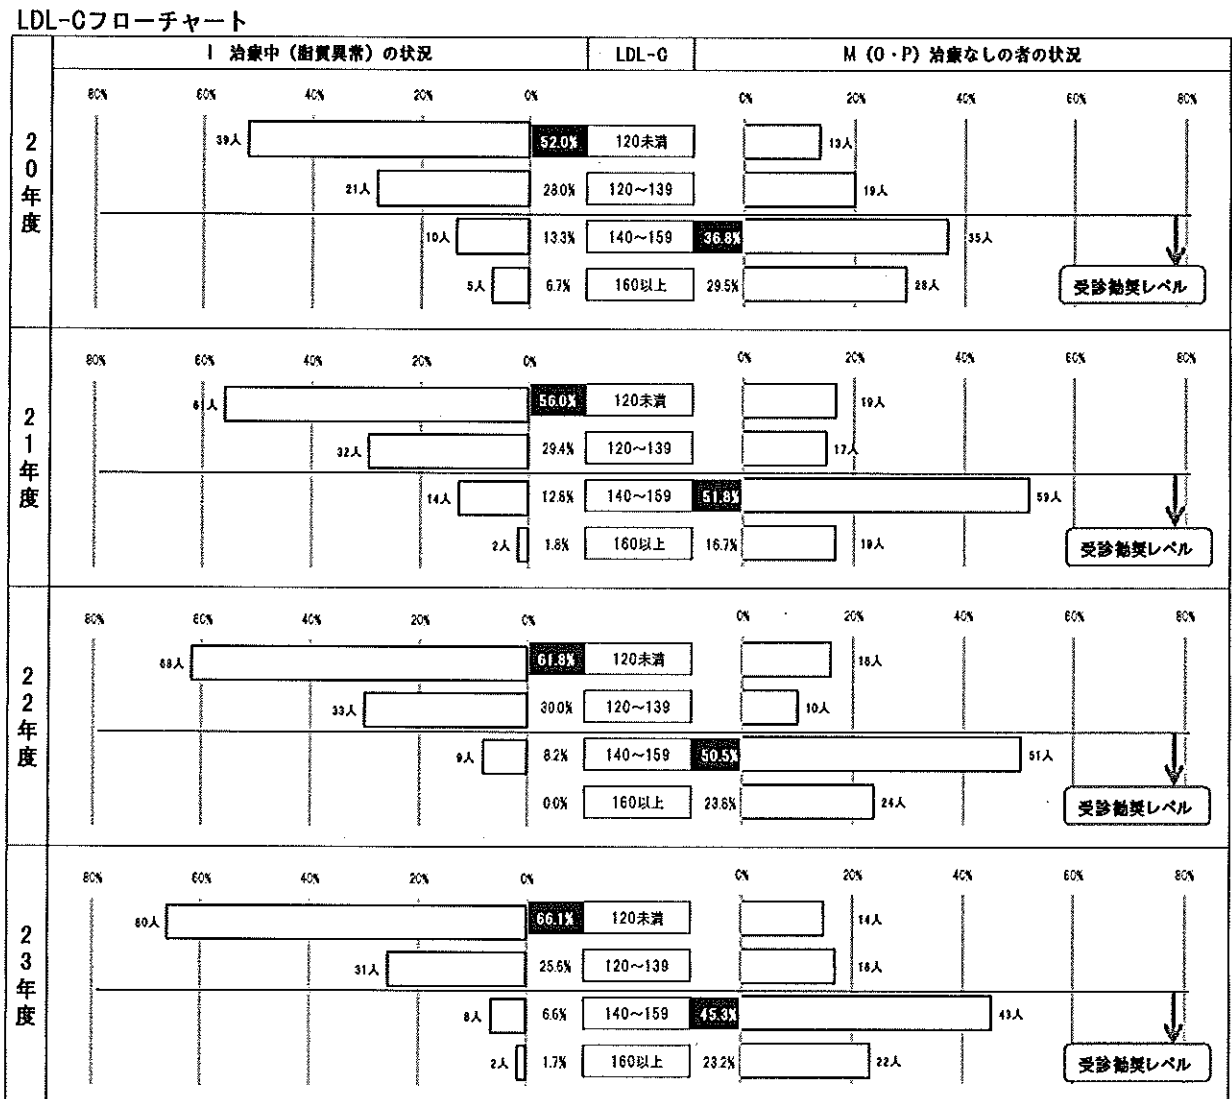 LDL-Cフローチャート
I 治療中(脂質異常)の状況 LDL-C M(O・P)治療なしの者の状況
20年度
80% 60% 40% 20% 0% 0% 20% 40% 60% 80%
39人 52.0% 120未満 13人
21人 28.0% 120～139 19人
10人 13.3% 140～159 36.8% 35人
5人 6.7% 160以上 29.5% 28人
受診勧奨レベル
21年度
80% 60% 40% 20% 0% 0% 20% 40% 60% 80%
61人 56.0% 120未満 19人
32人 29.4% 120～139 17人
14人 12.8% 140～159 51.8% 59人
2人 1.8% 160以上 16.7% 19人
受診勧奨レベル
22年度
80% 60% 40% 20% 0% 0% 20% 40% 60% 80%
68人 61.8% 120未満 16人
33人 30.0% 120～139 10人
9人 8.2% 140～159 50.5% 51人
0.0% 160以上 23.8% 24人
受診勧奨レベル
23年度
80% 60% 40% 20% 0% 0% 20% 40% 60% 80%
80人 66.1% 120未満 14人
31人 25.6% 120～139 16人
8人 6.6% 140～159 45.3% 43人
2人 1.7% 160以上 23.2% 22人
受診勧奨レベル